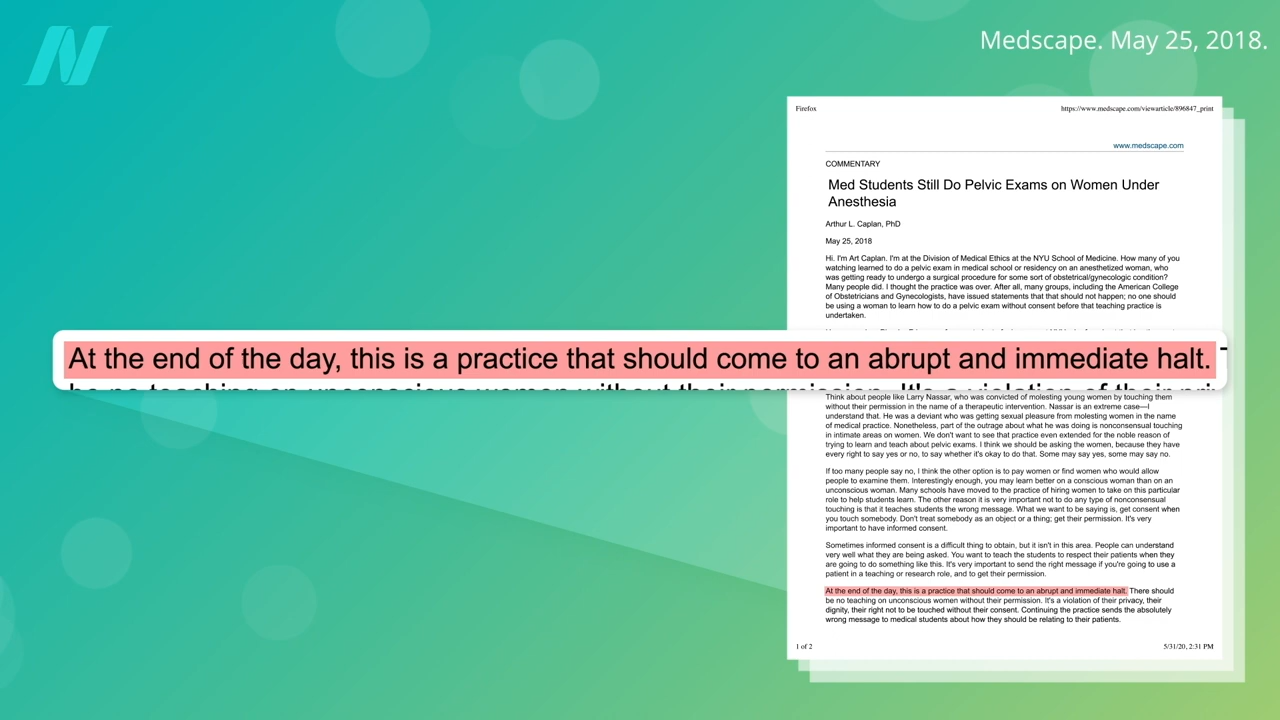 Medscape. May 25, 2018.
Firefox
https://www.medscape.com/viewarticle/896847_print
www.medscape.com
COMMENTARY
Med Students Still Do Pelvic Exams on Women Under
Anesthesia
Arthur L. Caplan, PhD
May 25, 2018
Hi. I'm Art Caplan. I'm at the Division of Medical Ethics at the NYU School of Medicine. How many of you
watching learned to do a pelvic exam in medical school or residency on an anesthetized woman, who
was getting ready to undergo a surgical procedure for some sort of obstetrical/gynecologic condition?
Many people did. I thought the practice was over. After all, many groups, including the American College
of Obstetricians and Gynecologists, have issued statements that that should not happen; no one should
be using a woman to learn how to do a pelvic exam without consent before that teaching practice is
undertaken.
At the end of the day, this is a practice that should come to an abrupt and immediate halt.
be no teaching on unconscious women without their permission. It's a violation of their
Think about people like Larry Nassar, who was convicted of molesting young women by touching them
without their permission in the name of a therapeutic intervention. Nassar is an extreme case—I
understand that. He was a deviant who was getting sexual pleasure from molesting women in the name
of medical practice. Nonetheless, part of the outrage about what he was doing is nonconsensual touching
in intimate areas on women. We don't want to see that practice even extended for the noble reason of
trying to learn and teach about pelvic exams. I think we should be asking the women, because they have
every right to say yes or no, to say whether it's okay to do that. Some may say yes, some may say no.
If too many people say no, I think the other option is to pay women or find women who would allow
people to examine them. Interestingly enough, you may learn better on a conscious woman than on an
unconscious woman. Many schools have moved to the practice of hiring women to take on this particular
role to help students learn. The other reason it is very important not to do any type of nonconsensual
touching is that it teaches students the wrong message. What we want to be saying is, get consent when
you touch somebody. Don't treat somebody as an object or a thing; get their permission. It's very
important to have informed consent.
Sometimes informed consent is a difficult thing to obtain, but it isn't in this area. People can understand
very well what they are being asked. You want to teach the students to respect their patients when they
are going to do something like this. It's very important to send the right message if you're going to use a
patient in a teaching or research role, and to get their permission.
At the end of the day, this is a practice that should come to an abrupt and immediate halt. There should
be no teaching on unconscious women without their permission. It's a violation of their privacy, their
dignity, their right not to be touched without their consent. Continuing the practice sends the absolutely
wrong message to medical students about how they should be relating to their patients.
1 of 2
5/31/20, 2:31 PM